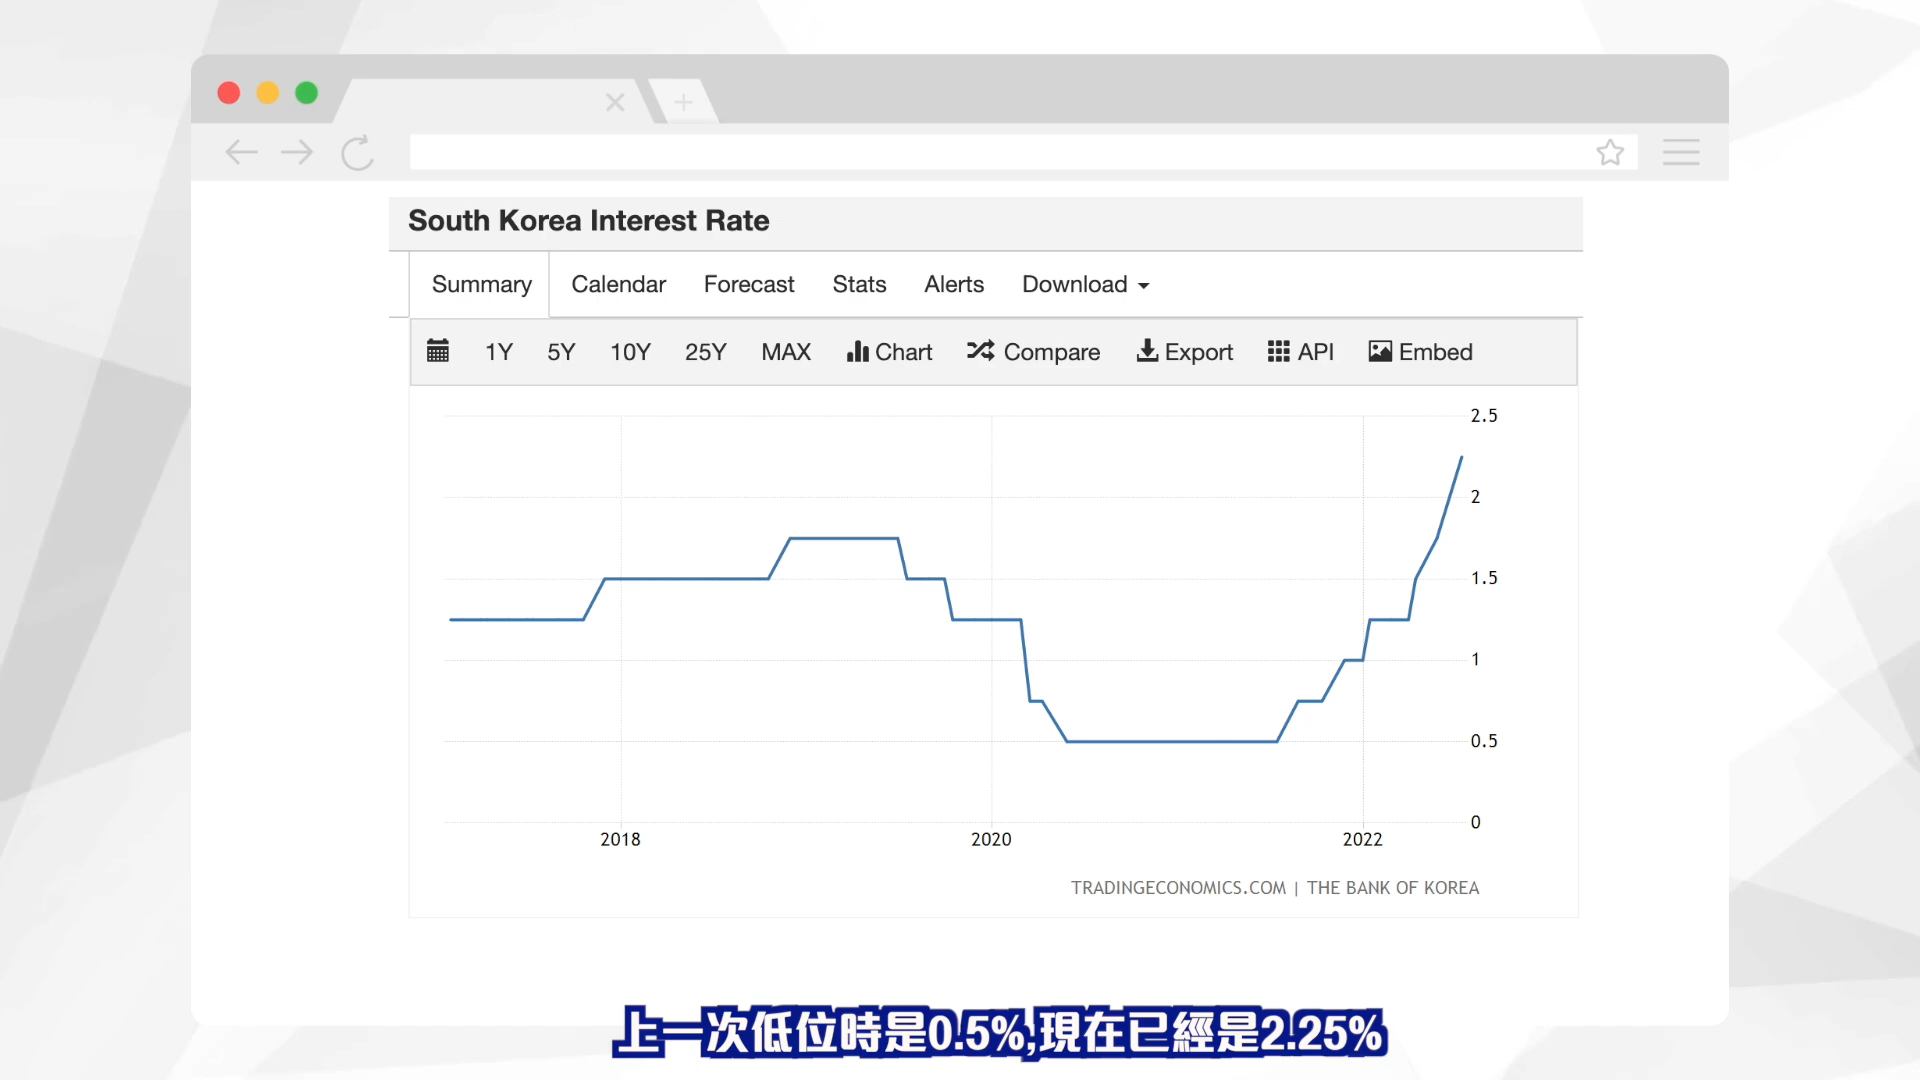 South Korea Interest Rate
Summary Calendar Forecast Stats Alerts Download
1Y 5Y 10Y 25Y MAX Chart Compare Export API Embed
2.5
2
1.5
1
0.5
0
2018 2020 2022
TRADINGECONOMICS.COM | THE BANK OF KOREA
上一次低位時是0.5%,現在已經是2.25%